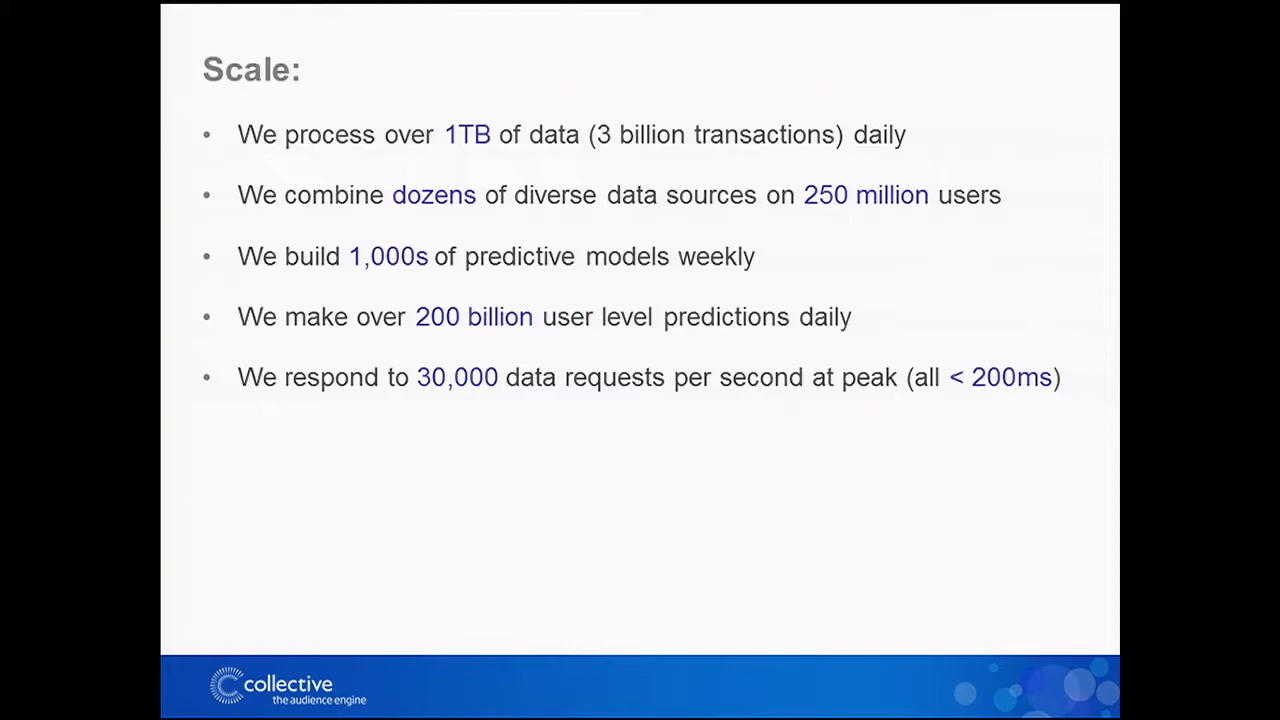 Scale:
• We process over 1TB of data (3 billion transactions) daily
• We combine dozens of diverse data sources on 250 million users
• We build 1,000s of predictive models weekly
• We make over 200 billion user level predictions daily
• We respond to 30,000 data requests per second at peak (all < 200ms)
collective
the audience engine